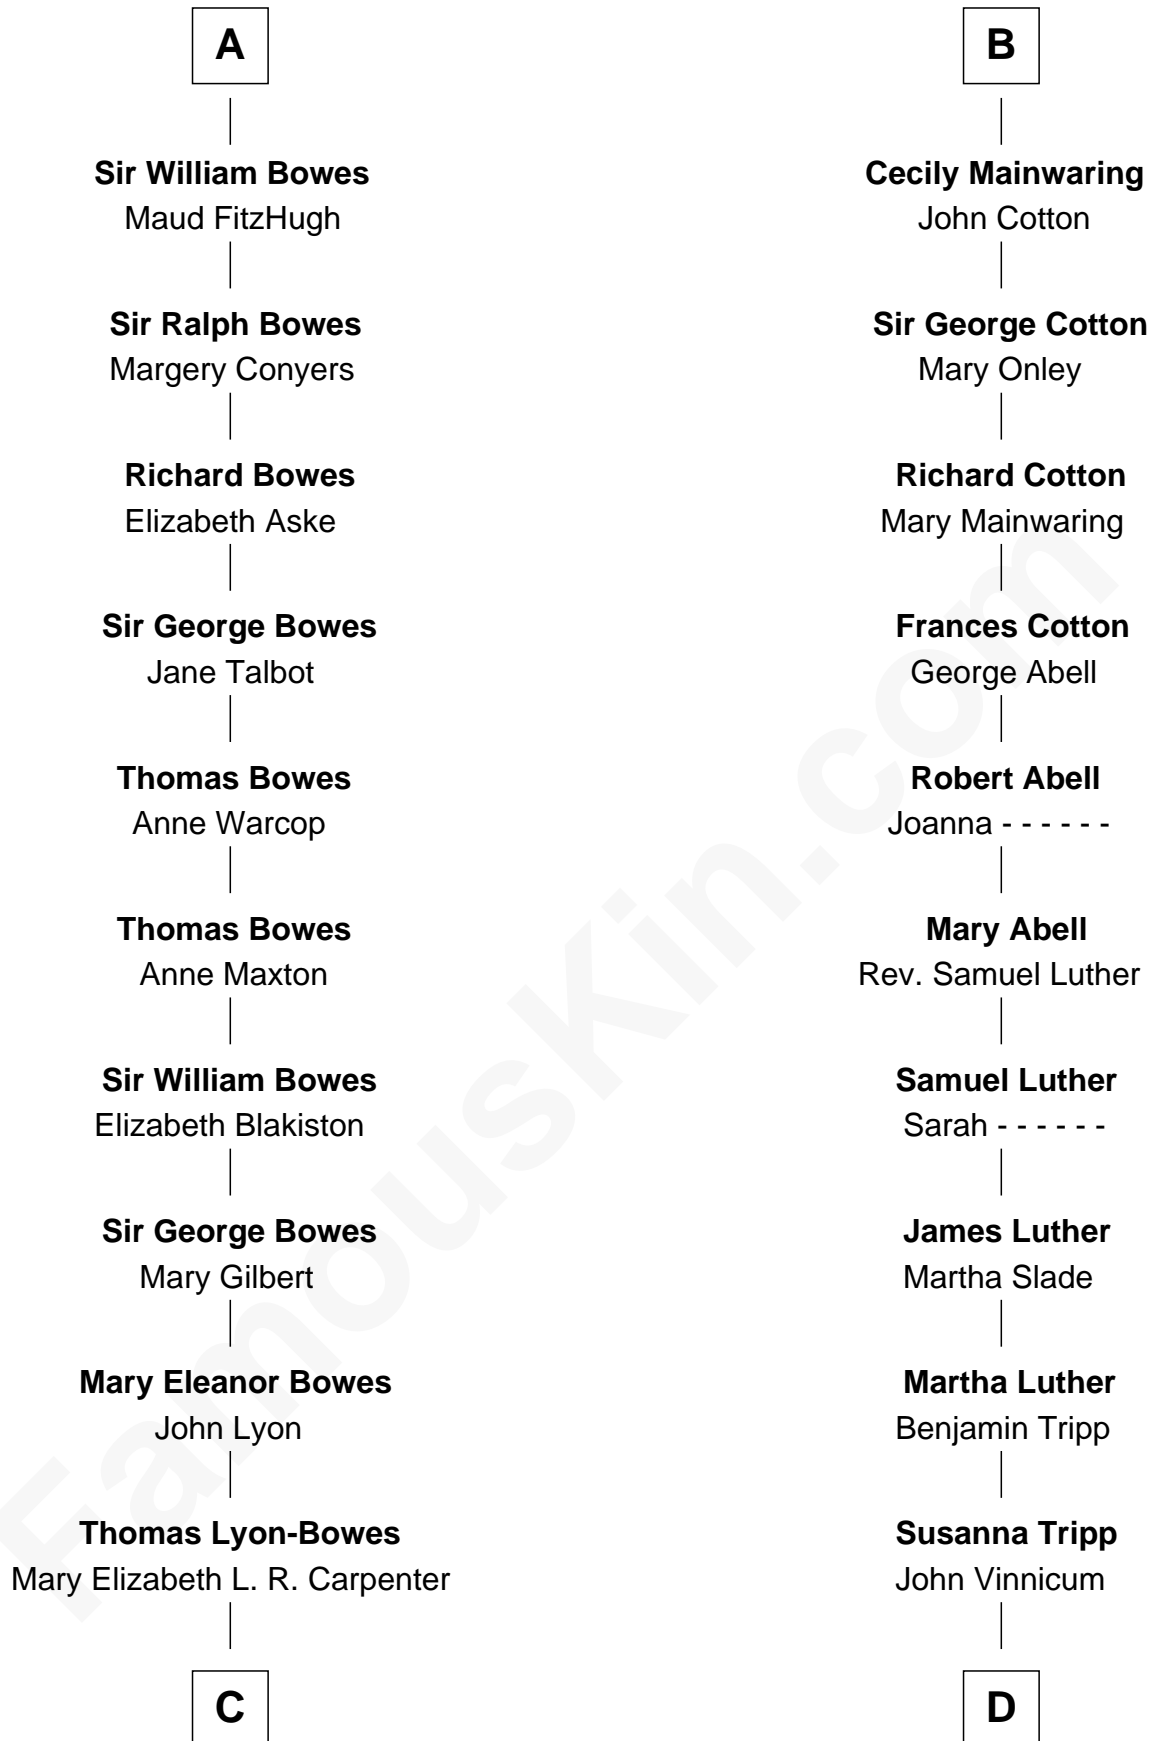 A
Sir William Bowes
Maud FitzHugh
Sir Ralph Bowes
Margery Conyers
Richard Bowes
Elizabeth Aske
Sir George Bowes
Jane Talbot
Thomas Bowes
Anne Warcop
Thomas Bowes
Anne Maxton
Sir William Bowes
Elizabeth Blakiston
Sir George Bowes
Mary Gilbert
Mary Eleanor Bowes
John Lyon
Thomas Lyon-Bowes
Mary Elizabeth L. R. Carpenter
C
B
Cecily Mainwaring
John Cotton
Sir George Cotton
Mary Onley
Richard Cotton
Mary Mainwaring
Frances Cotton
George Abell
Robert Abell
Joanna - - - - - -
Mary Abell
Rev. Samuel Luther
Samuel Luther
Sarah - - - - - -
James Luther
Martha Slade
Martha Luther
Benjamin Tripp
Susanna Tripp
John Vinnicum
D
FamousKin.com